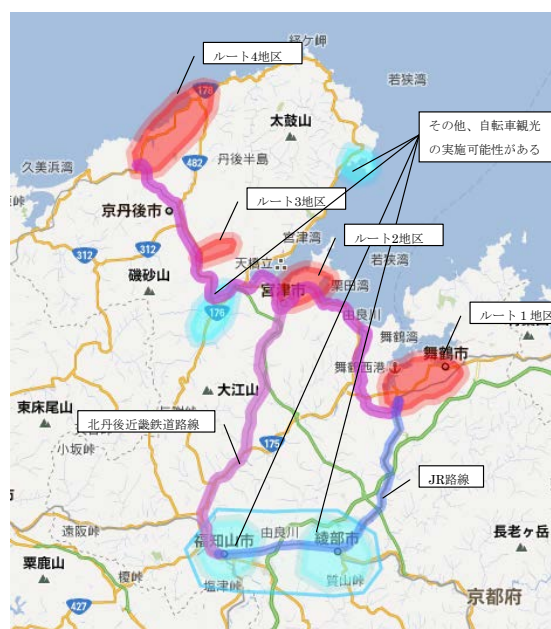 経ケ岬
ルート4地区
若狭湾
178
太鼓山
その他、自転車観光
の実施可能性がある
久美浜湾
482
丹後半島
京丹後市
ルート3地区
312
312
宮津湾
ルート2地区
天橋立
若狭湾
磯砂山
宮津市
栗田湾
176
由良川
舞鶴湾
ルート1地区
舞鶴西港
舞鶴市
大江山
東床尾山
北丹後近畿鉄道路線
175
小坂峠
JR路線
遠阪峠
由良川
福知山市
綾部市
長老ヶ岳
粟鹿山
榎峠
塩津峠
質山峠
427
京都府